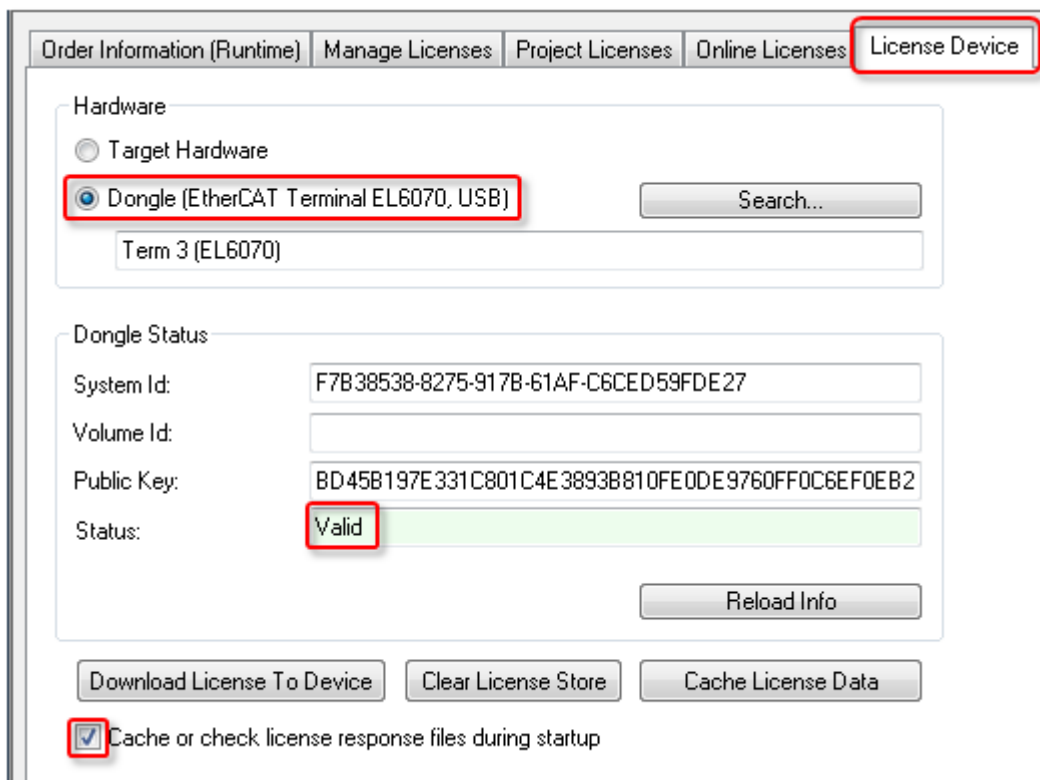 Order Information (Runtime) Manage Licenses Project Licenses Online Licenses License Device
Hardware
Target Hardware
Dongle (EtherCAT Terminal EL6070, USB) Search...
Term 3 (EL6070)
Dongle Status
System Id: F7B38538-8275-917B-61AF-C6CED59FDE27
Volume Id:
Public Key: BD45B197E331C801C4E3893B810FE0DE9760FF0C6EF0EB2
Status: Valid
Reload Info
Download License To Device Clear License Store Cache License Data
Cache or check license response files during startup